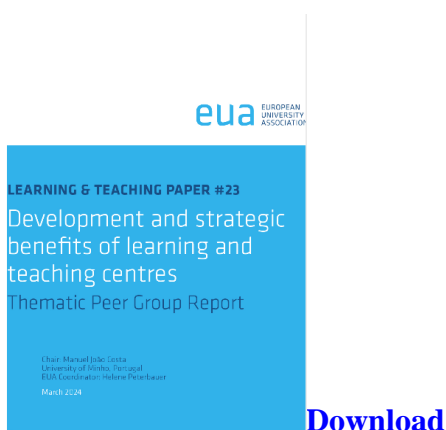 eua EUROPEAN
UNIVERSITY
ASSOCIATION
LEARNING & TEACHING PAPER #23
Development and strategic
benefits of learning and
teaching centres
Thematic Peer Group Report
Chair: Manuel João Costa
University of Minho, Portugal
EUA Coordinator: Helene Peterbauer
March 2024
Download